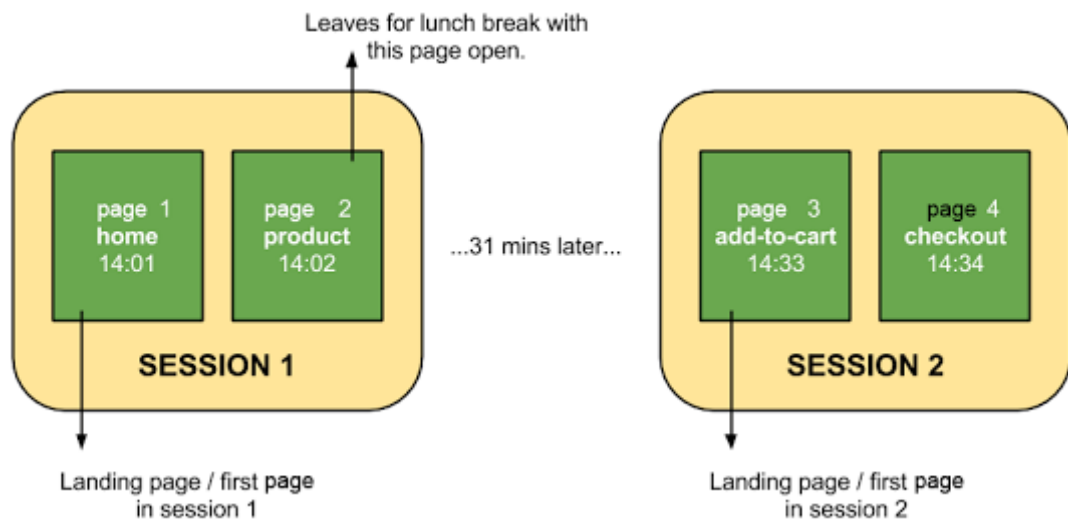 Leaves for lunch break with
this page open.
page 1
home
14:01
page 2
product
14:02
SESSION 1
...31 mins later...
page 3
add-to-cart
14:33
page 4
checkout
14:34
SESSION 2
Landing page / first page
in session 1
Landing page / first page
in session 2